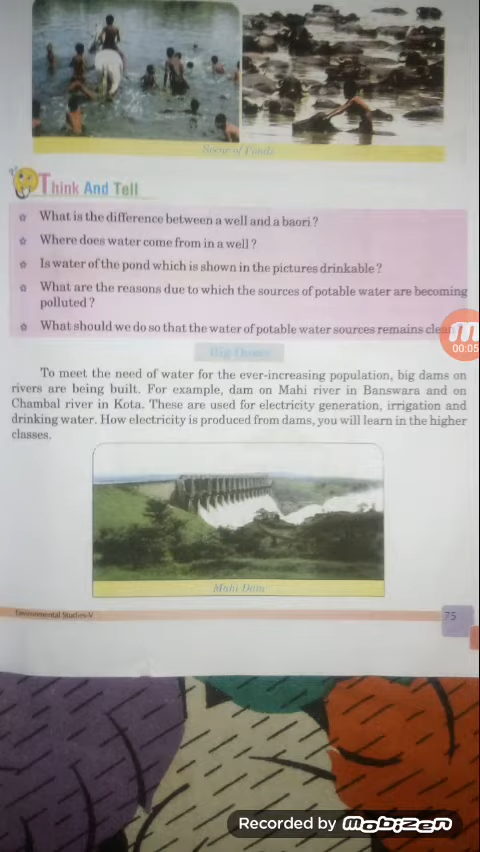 Scene of Ponds
Think And Tell
What is the difference between a well and a baori ?
Where does water come from in a well ?
Is water of the pond which is shown in the pictures drinkable ?
What are the reasons due to which the sources of potable water are becoming
polluted ?
What should we do so that the water of potable water sources remains clean
Big Dams
To meet the need of water for the ever-increasing population, big dams on
rivers are being built. For example, dam on Mahi river in Banswara and on
Chambal river in Kota. These are used for electricity generation, irrigation and
drinking water. How electricity is produced from dams, you will learn in the higher
classes.
Mahi Dam
Environmental Studies-V
75
00:05
Recorded by mobizen